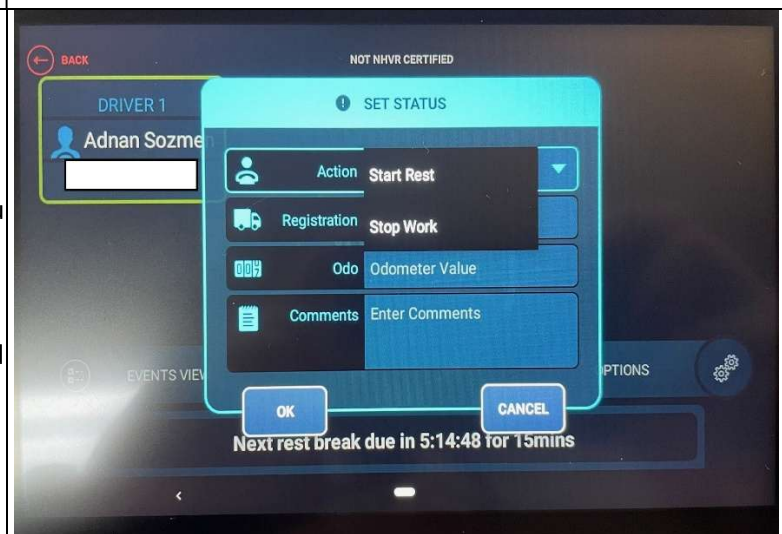 BACK
NOT NHVR CERTIFIED
DRIVER 1
SET STATUS
Adnan Sozme
Action
Start Rest
Registration
Stop Work
Odo
Odometer Value
Comments
Enter Comments
EVENTS VIEW
PTIONS
OK
CANCEL
Next rest break due in 5:14:48 for 15mins